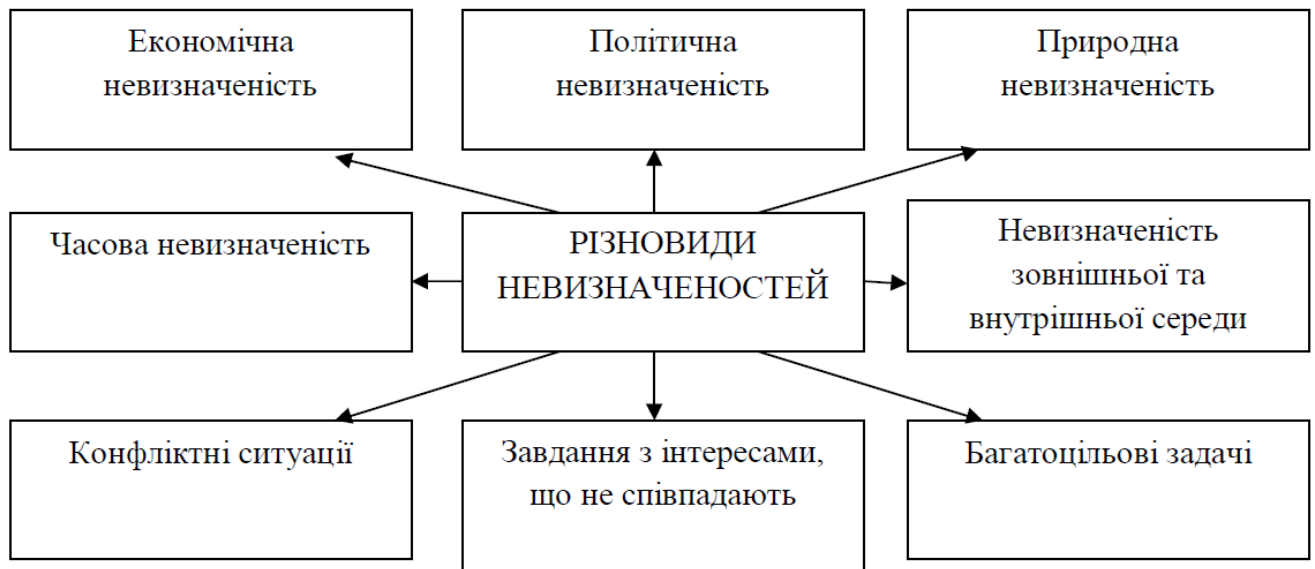 Економічна
невизначеність
Політична
невизначеність
Природна
невизначеність
Часова невизначеність
РІЗНОВИДИ
НЕВИЗНАЧЕНОСТЕЙ
Невизначеність
зовнішньої та
внутрішньої середи
Конфліктні ситуації
Завдання з інтересами,
що не співпадають
Багатоцільові задачі